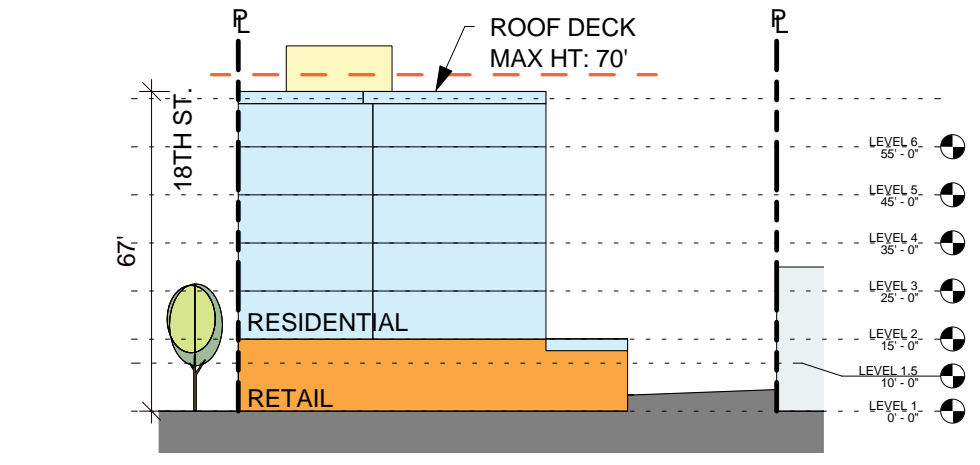 PL
PL
ROOF DECK
MAX HT: 70'
18TH ST.
67'
LEVEL 6
55' - 0"
LEVEL 5
45' - 0"
LEVEL 4
35' - 0"
LEVEL 3
25' - 0"
RESIDENTIAL
LEVEL 2
15' - 0"
LEVEL 1.5
10' - 0"
RETAIL
LEVEL 1
0' - 0"